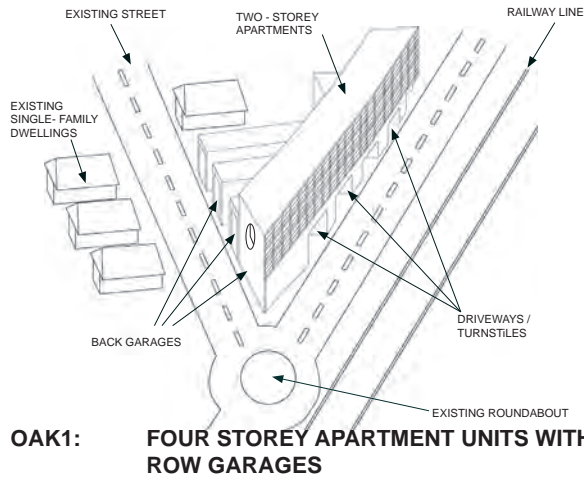 EXISTING STREET
TWO - STOREY
APARTMENTS
RAILWAY LINE
EXISTING
SINGLE- FAMILY
DWELLINGS
BACK GARAGES
DRIVEWAYS /
TURNSTiLES
EXISTING ROUNDABOUT
OAK1: FOUR STOREY APARTMENT UNITS WITH
ROW GARAGES